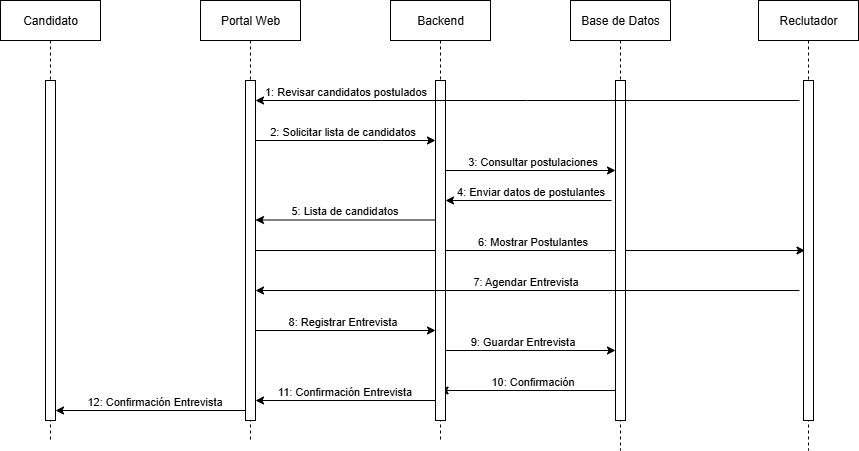 Candidato
Portal Web
Backend
Base de Datos
Reclutador
1: Revisar candidatos postulados
2: Solicitar lista de candidatos
3: Consultar postulaciones
4: Enviar datos de postulantes
5: Lista de candidatos
6: Mostrar Postulantes
7: Agendar Entrevista
8: Registrar Entrevista
9: Guardar Entrevista
10: Confirmación
11: Confirmación Entrevista
12: Confirmación Entrevista